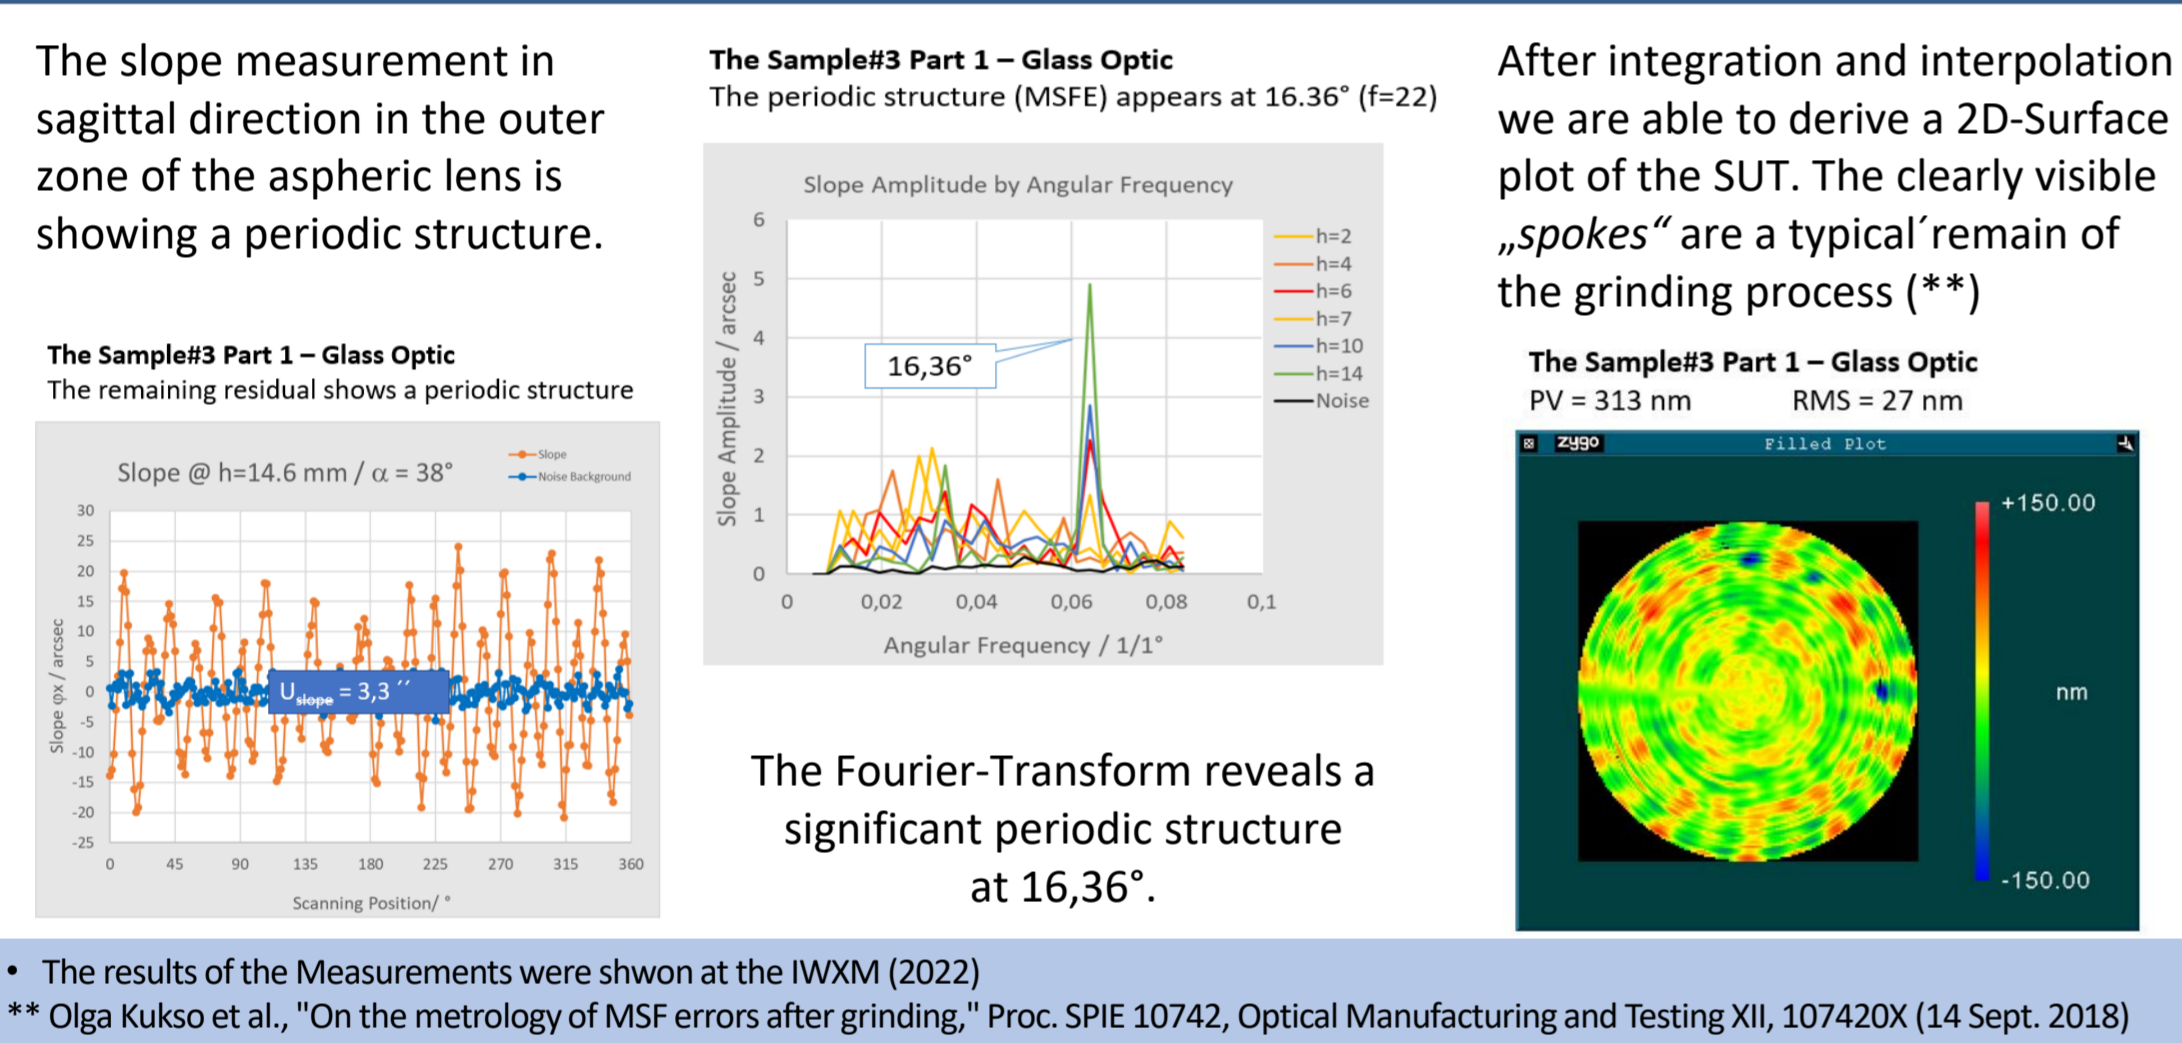 The slope measurement in
sagittal direction in the outer
zone of the aspheric lens is
showing a periodic structure.
The Sample#3 Part 1 – Glass Optic
The remaining residual shows a periodic structure
Slope @ h=14.6 mm / α = 38°
Slope
Noise Background
Slope φx / arcsec
30
25
20
15
10
5
0
-5
-10
-15
-20
-25
U slope = 3,3 ´´
0 45 90 135 180 225 270 315 360
Scanning Position/ °
The Sample#3 Part 1 – Glass Optic
The periodic structure (MSFE) appears at 16.36° (f=22)
Slope Amplitude by Angular Frequency
Slope Amplitude / arcsec
6
5
4
3
2
1
0
16,36°
h=2
h=4
h=6
h=7
h=10
h=14
Noise
0 0,02 0,04 0,06 0,08 0,1
Angular Frequency / 1/1°
The Fourier-Transform reveals a
significant periodic structure
at 16,36°.
After integration and interpolation
we are able to derive a 2D-Surface
plot of the SUT. The clearly visible
„spokes“ are a typical´remain of
the grinding process (**)
The Sample#3 Part 1 – Glass Optic
PV = 313 nm RMS = 27 nm
zygo Filled Plot
+150.00
nm
-150.00
• The results of the Measurements were shwon at the IWXM (2022)
** Olga Kukso et al., "On the metrology of MSF errors after grinding," Proc. SPIE 10742, Optical Manufacturing and Testing XII, 107420X (14 Sept. 2018)